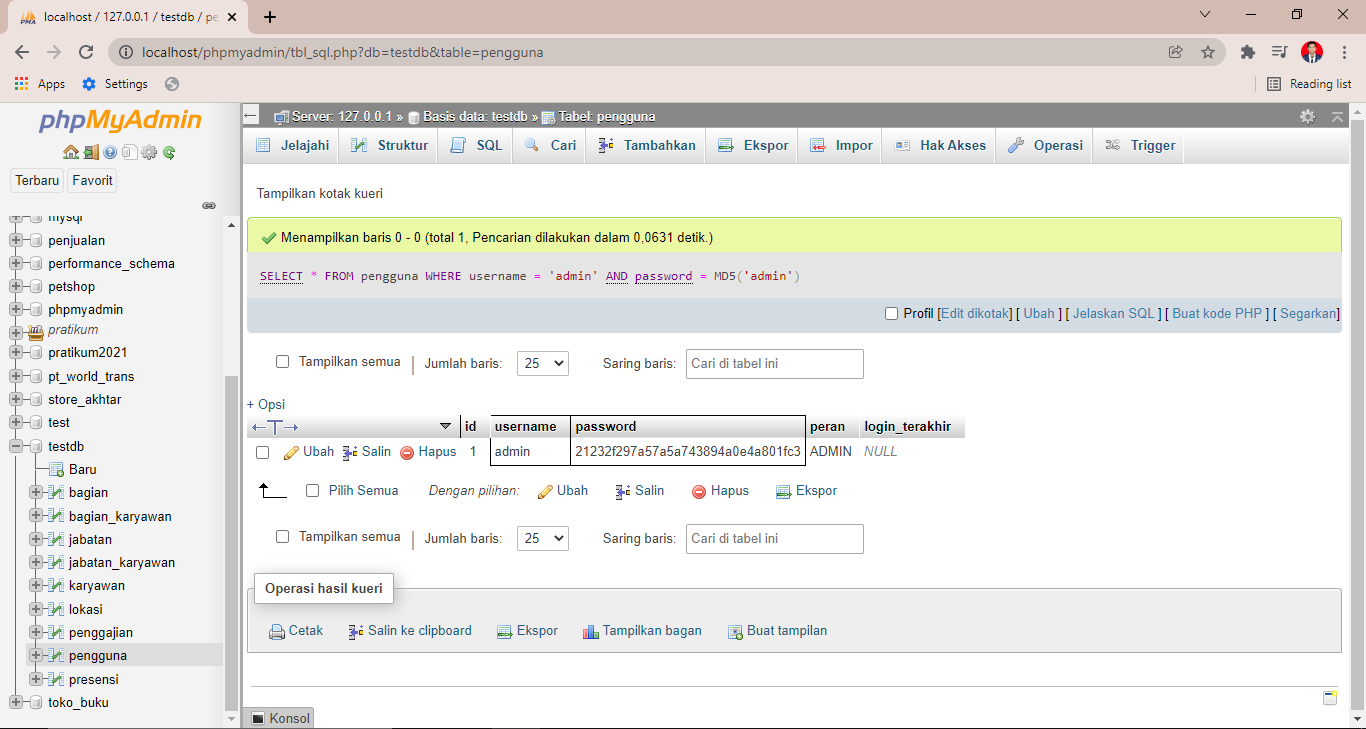 localhost / 127.0.0.1 / testdb / pe
localhost/phpmyadmin/tbl_sql.php?db=testdb&table=pengguna
Apps Settings Reading list
phpMyAdmin
Terbaru Favorit
mysql
penjualan
performance_schema
petshop
phpmyadmin
pratikum
pratikum2021
pt_world_trans
store_akhtar
test
testdb
Baru
bagian
bagian_karyawan
jabatan
jabatan_karyawan
karyawan
lokasi
penggajian
pengguna
presensi
toko_buku
Server: 127.0.0.1 » Basis data: testdb » Tabel: pengguna
Jelajahi Struktur SQL Cari Tambahkan Ekspor Impor Hak Akses Operasi Trigger
Tampilkan kotak kueri
Menampilkan baris 0 - 0 (total 1, Pencarian dilakukan dalam 0,0631 detik.)
SELECT * FROM pengguna WHERE username = 'admin' AND password = MD5('admin')
Profil [Edit dikotak] [ Ubah ] [ Jelaskan SQL ] [ Buat kode PHP ] [ Segarkan]
Tampilkan semua | Jumlah baris: 25 Saring baris: Cari di tabel ini
+ Opsi
←T→ id username password peran login_terakhir
Ubah Salin Hapus 1 admin 21232f297a57a5a743894a0e4a801fc3 ADMIN NULL
Pilih Semua Dengan pilihan: Ubah Salin Hapus Ekspor
Tampilkan semua | Jumlah baris: 25 Saring baris: Cari di tabel ini
Operasi hasil kueri
Cetak Salin ke clipboard Ekspor Tampilkan bagan Buat tampilan
Konsol